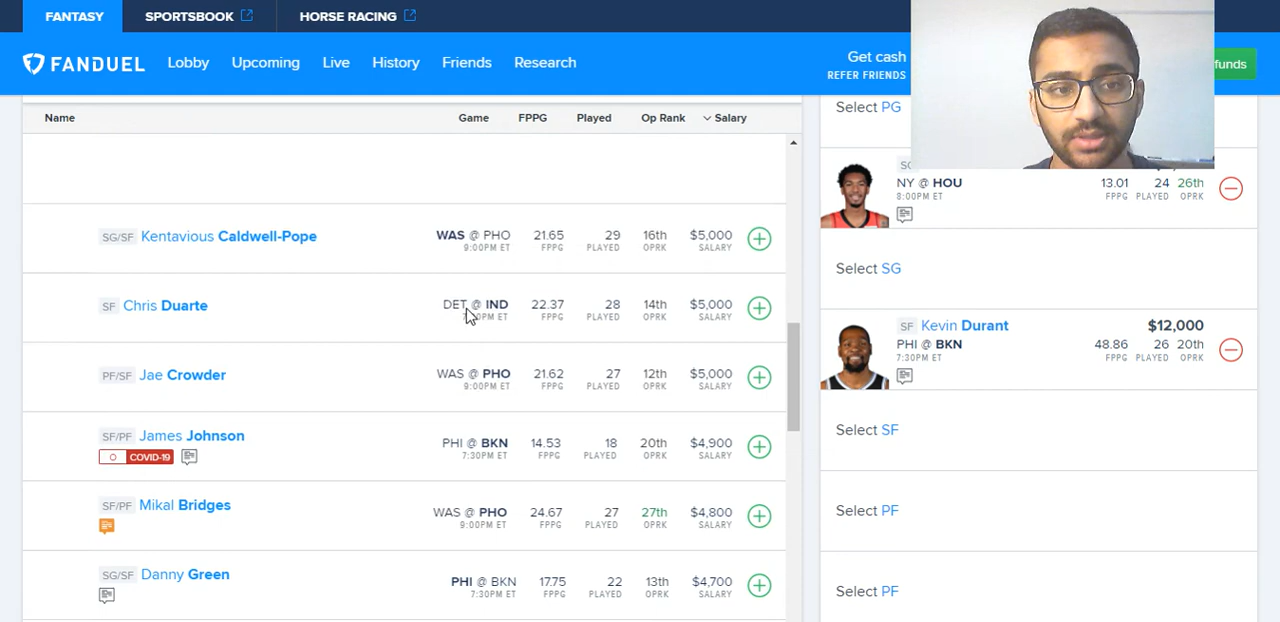 FANTASY SPORTSBOOK HORSE RACING
FANDUEL Lobby Upcoming Live History Friends Research Get cash
REFER FRIENDS
funds
Name Game FPPG Played Op Rank Salary
SG/SF Kentavious Caldwell-Pope WAS @ PHO 21.65 29 16th $5,000
9:00PM ET FPPG PLAYED OPRK SALARY
SF Chris Duarte DET @ IND 22.37 28 14th $5,000
PM ET FPPG PLAYED OPRK SALARY
PF/SF Jae Crowder WAS @ PHO 21.62 27 12th $5,000
9:00PM ET FPPG PLAYED OPRK SALARY
SF/PF James Johnson PHI @ BKN 14.53 18 20th $4,900
O COVID-19 7:30PM ET FPPG PLAYED OPRK SALARY
SF/PF Mikal Bridges WAS @ PHO 24.67 27 27th $4,800
9:00PM ET FPPG PLAYED OPRK SALARY
SG/SF Danny Green PHI @ BKN 17.75 22 13th $4,700
7:30PM ET FPPG PLAYED OPRK SALARY
Select PG
NY @ HOU 13.01 24 26th
8:00PM ET FPPG PLAYED OPRK
Select SG
SF Kevin Durant $12,000
PHI @ BKN 48.86 26 20th
7:30PM ET FPPG PLAYED OPRK
Select SF
Select PF
Select PF